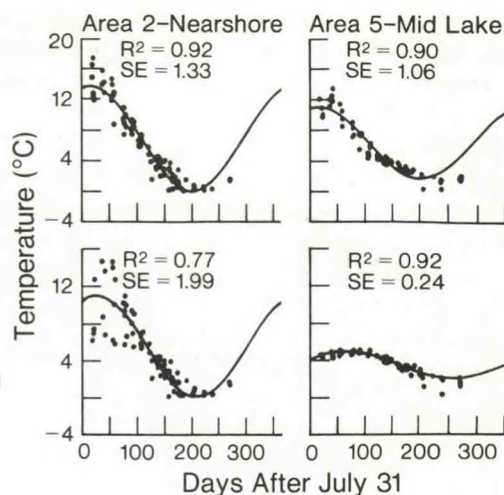 Area 2–Nearshore Area 5–Mid Lake
20
R² = 0.92
SE = 1.33
R² = 0.90
SE = 1.06
12
4
−4
Temperature (°C)
R² = 0.77
SE = 1.99
R² = 0.92
SE = 0.24
12
4
−4
0 100 200 300 0 100 200 300
Days After July 31